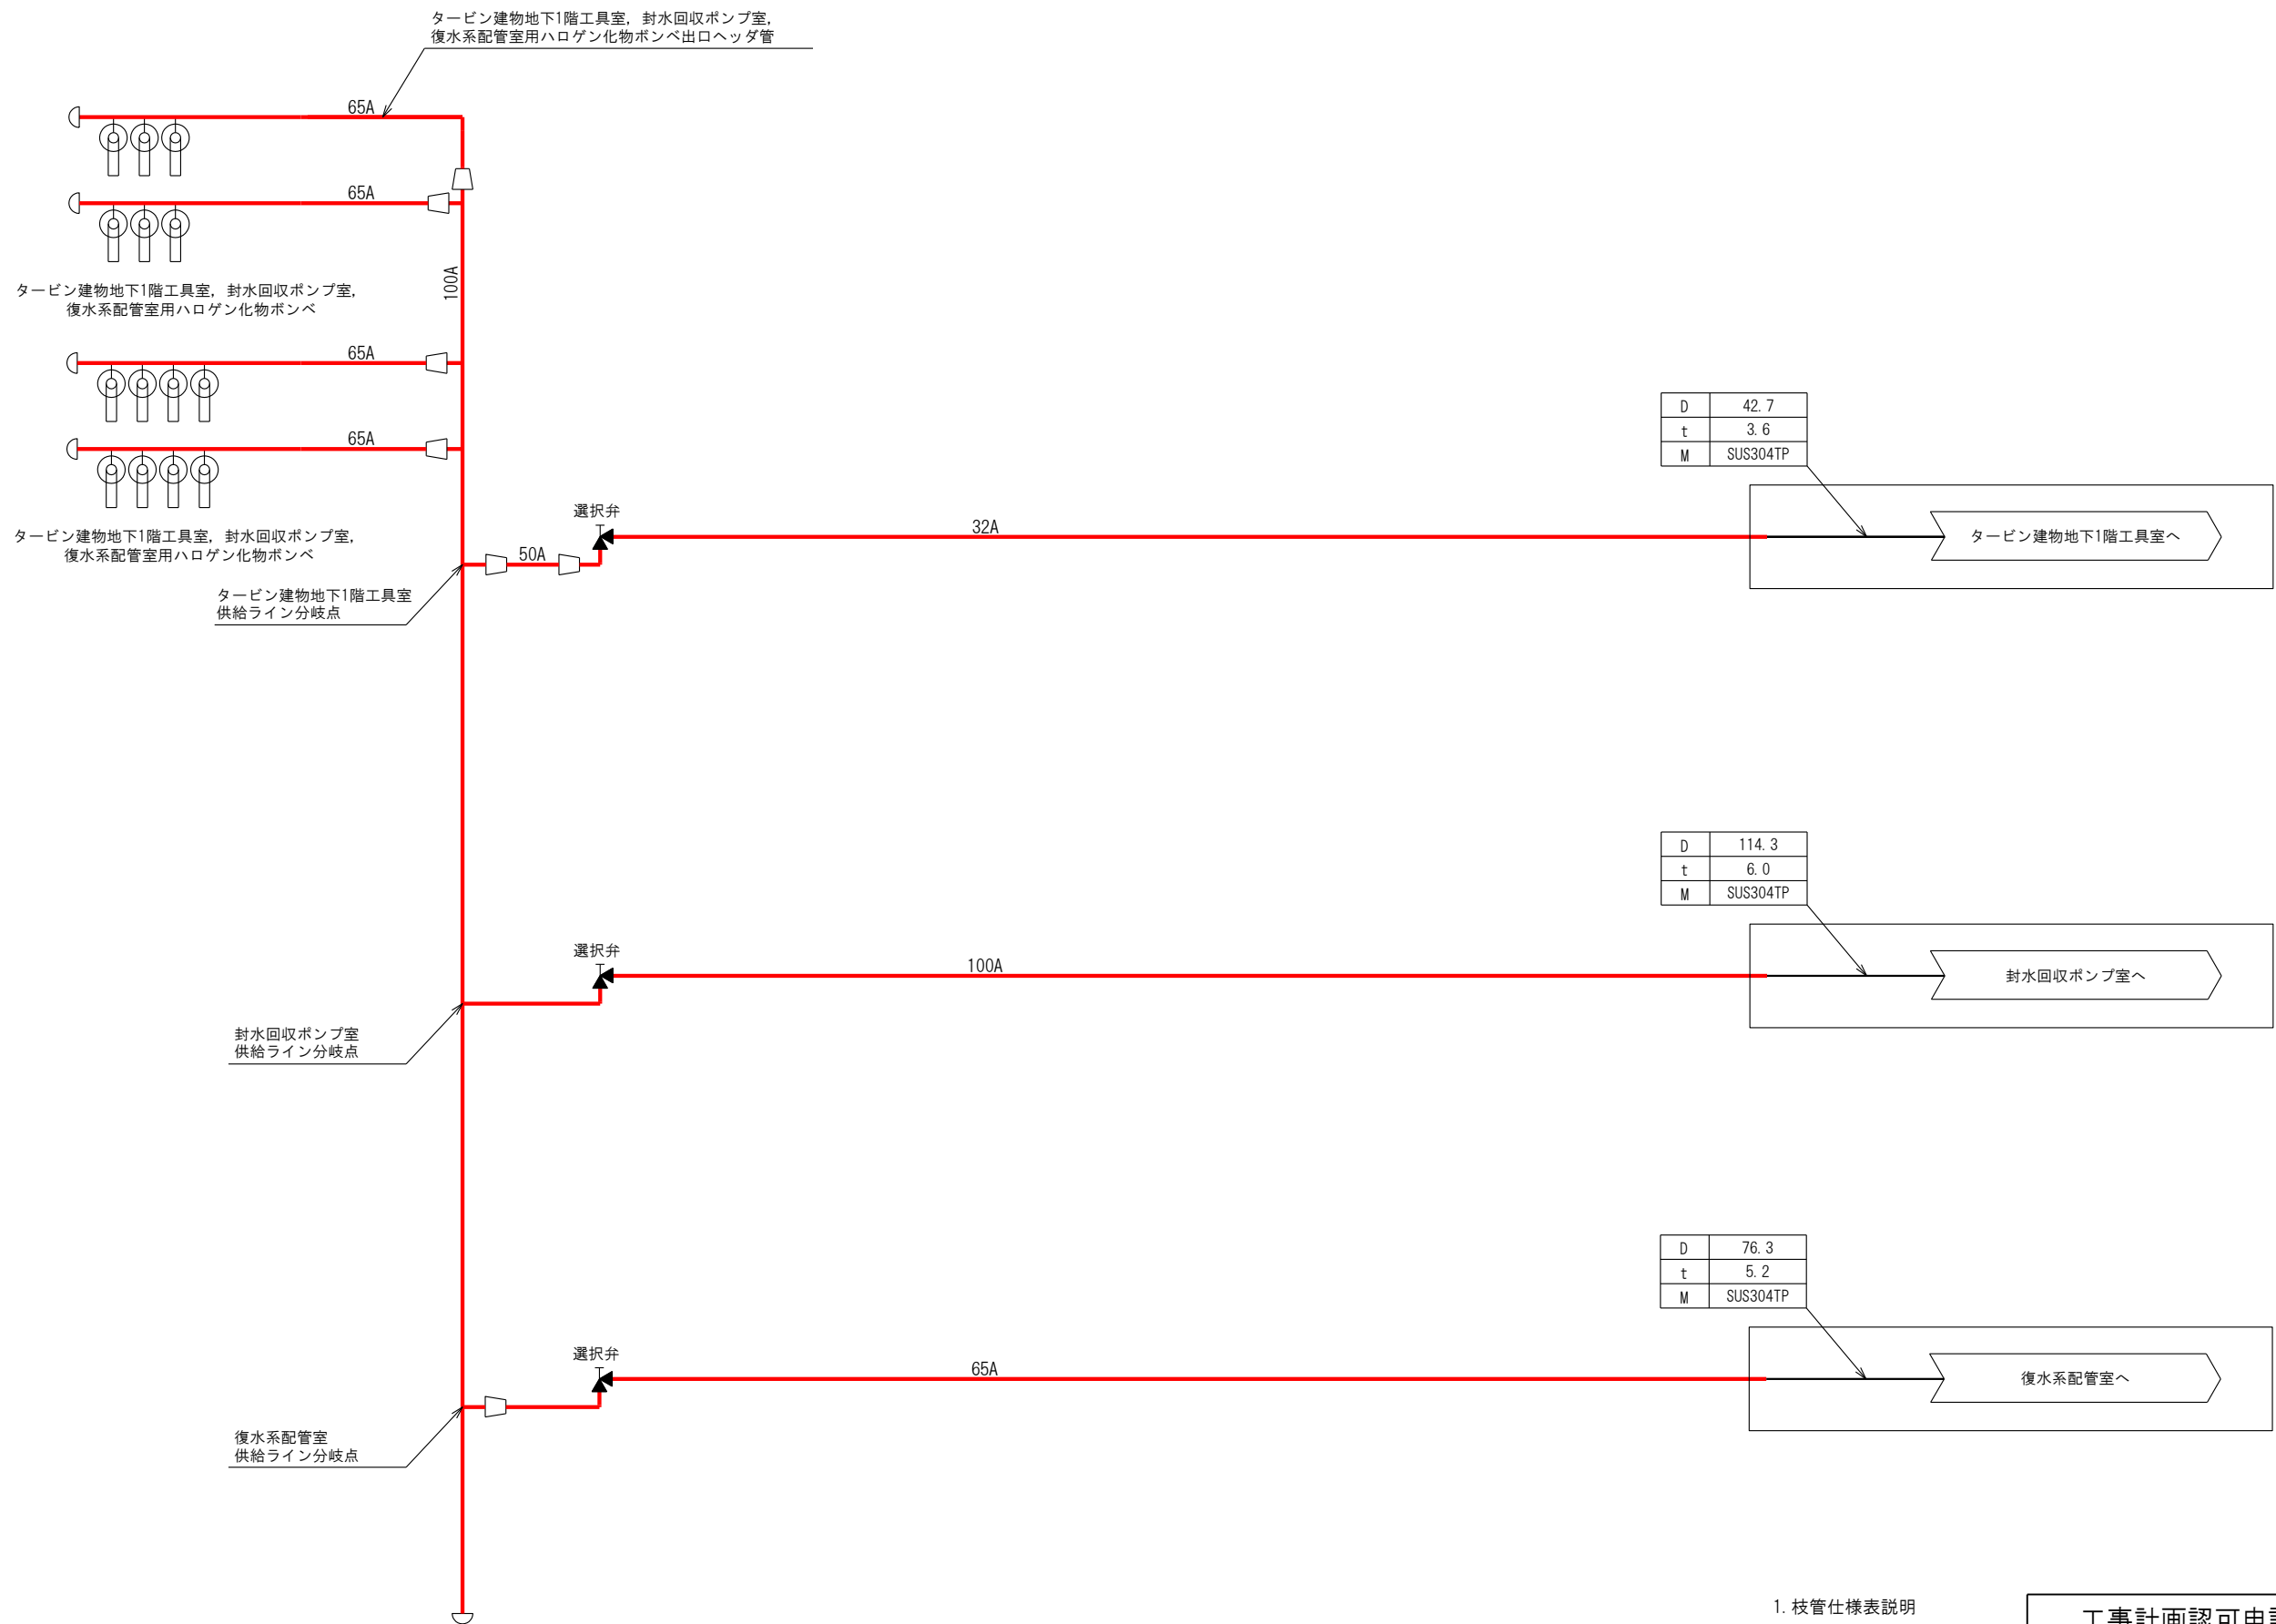 タービン建物地下1階工具室，封水回収ポンプ室，
復水系配管室用ハロゲン化物ボンベ出口ヘッダ管
65A
65A
100A
タービン建物地下1階工具室，封水回収ポンプ室，
復水系配管室用ハロゲン化物ボンベ
65A
65A
タービン建物地下1階工具室，封水回収ポンプ室，
復水系配管室用ハロゲン化物ボンベ
D 42.7
t 3.6
M SUS304TP
選択弁
32A
50A
タービン建物地下1階工具室へ
タービン建物地下1階工具室
供給ライン分岐点
D 114.3
t 6.0
M SUS304TP
選択弁
100A
封水回収ポンプ室へ
封水回収ポンプ室
供給ライン分岐点
D 76.3
t 5.2
M SUS304TP
選択弁
65A
復水系配管室へ
復水系配管室
供給ライン分岐点
1. 枝管仕様表説明
工事計画認可申